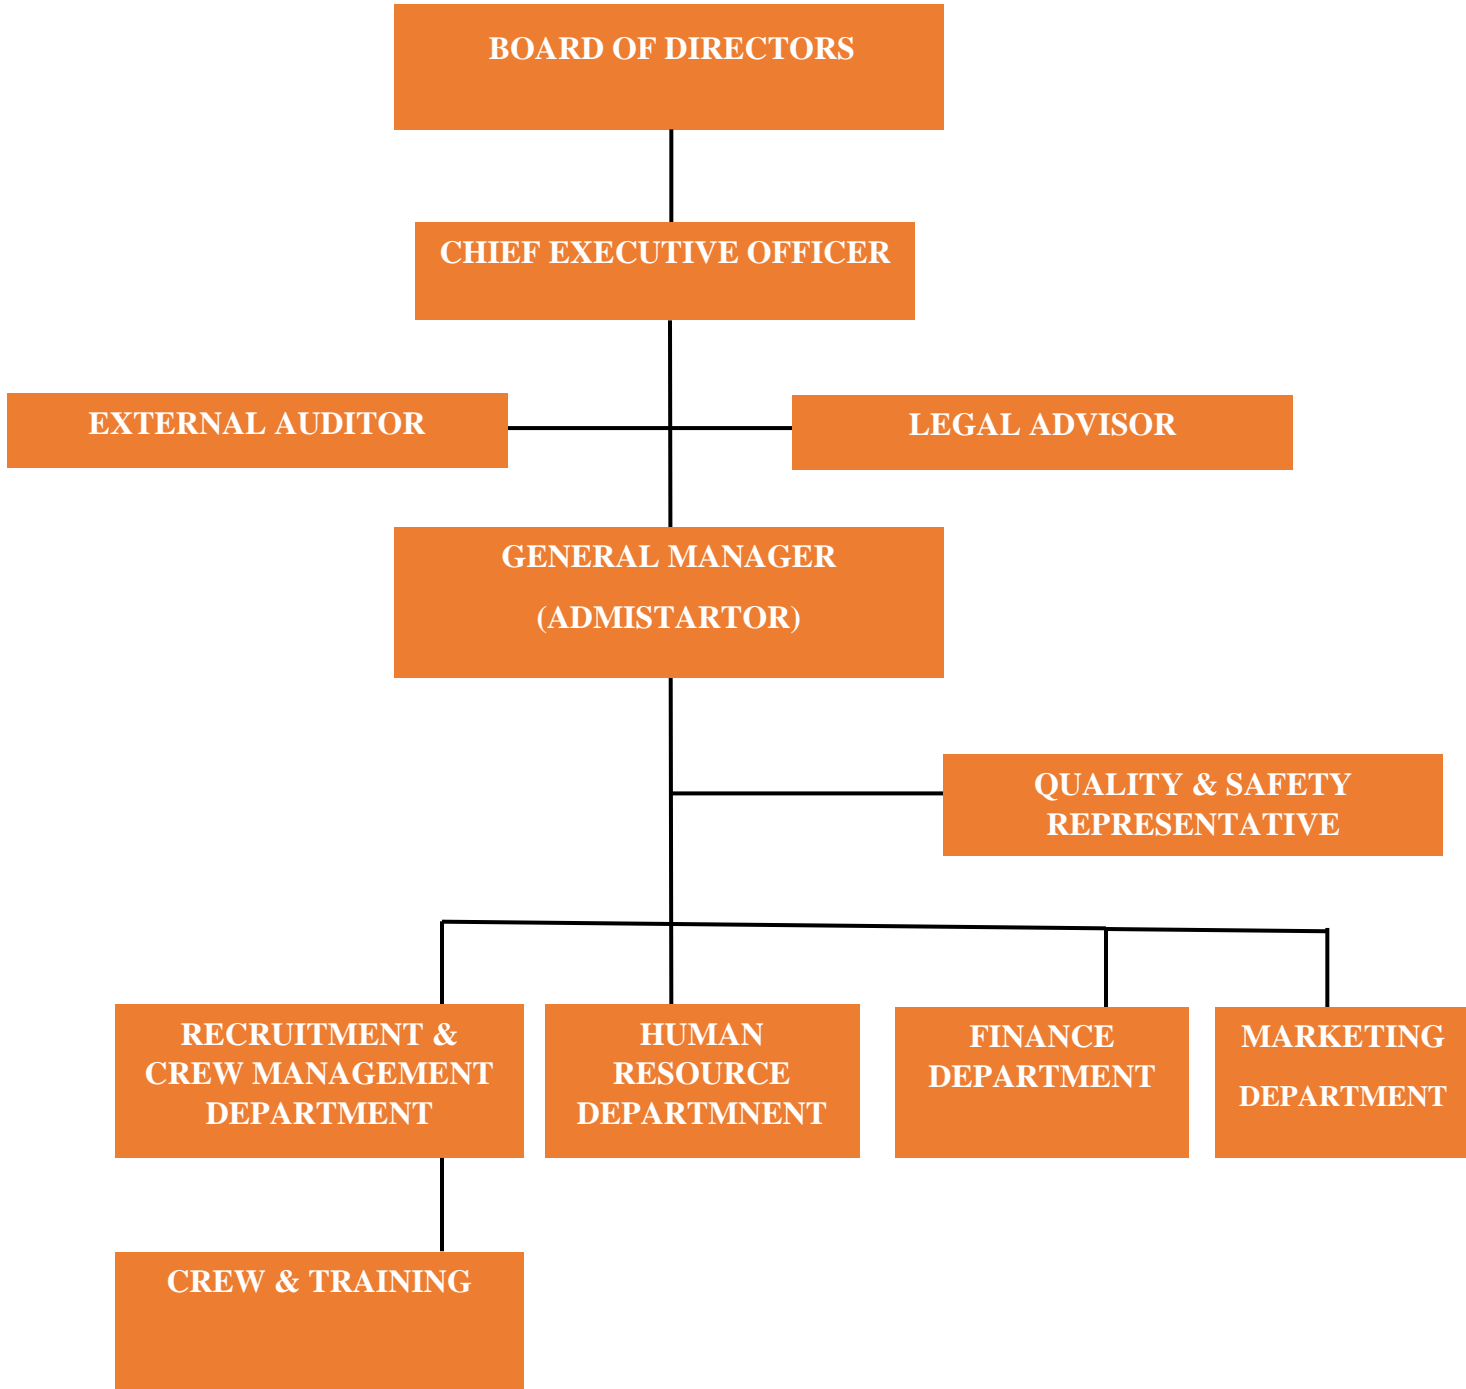 BOARD OF DIRECTORS
CHIEF EXECUTIVE OFFICER
EXTERNAL AUDITOR
LEGAL ADVISOR
GENERAL MANAGER
(ADMISTARTOR)
QUALITY & SAFETY
REPRESENTATIVE
RECRUITMENT &
CREW MANAGEMENT
DEPARTMENT
HUMAN
RESOURCE
DEPARTMNENT
FINANCE
DEPARTMENT
MARKETING
DEPARTMENT
CREW & TRAINING